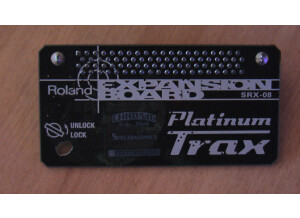 Roland
EXPANSION
BOARD
SRX-08
UNLOCK
LOCK
Platinum
Trax